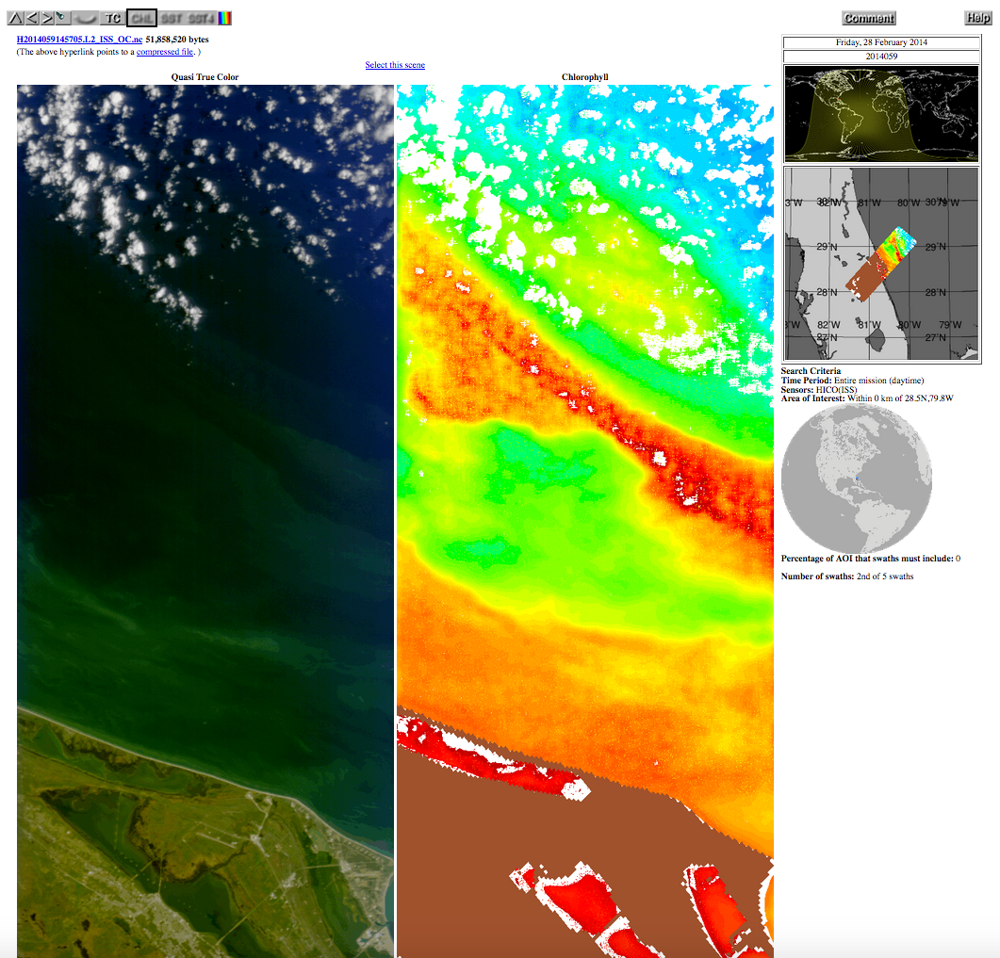 TC CHL SST SST4 Comment Help
H2014059145705.L2_ISS_OC.nc 51,858,520 bytes
(The above hyperlink points to a compressed file. )
Select this scene
Quasi True Color Chlorophyll
Friday, 28 February 2014
2014059
30°N 81°W 80°W 79°W
29°N 29°N
28°N 28°N
82°W 81°W 80°W 79°W
27°N 27°N
Search Criteria
Time Period: Entire mission (daytime)
Sensors: HICO(ISS)
Area of Interest: Within 0 km of 28.5N,79.8W
Percentage of AOI that swaths must include: 0
Number of swaths: 2nd of 5 swaths